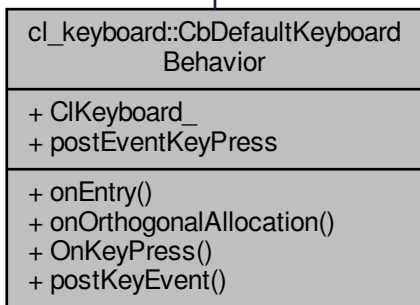 cl_keyboard::CbDefaultKeyboard
Behavior
+ ClKeyboard_
+ postEventKeyPress
+ onEntry()
+ onOrthogonalAllocation()
+ OnKeyPress()
+ postKeyEvent()